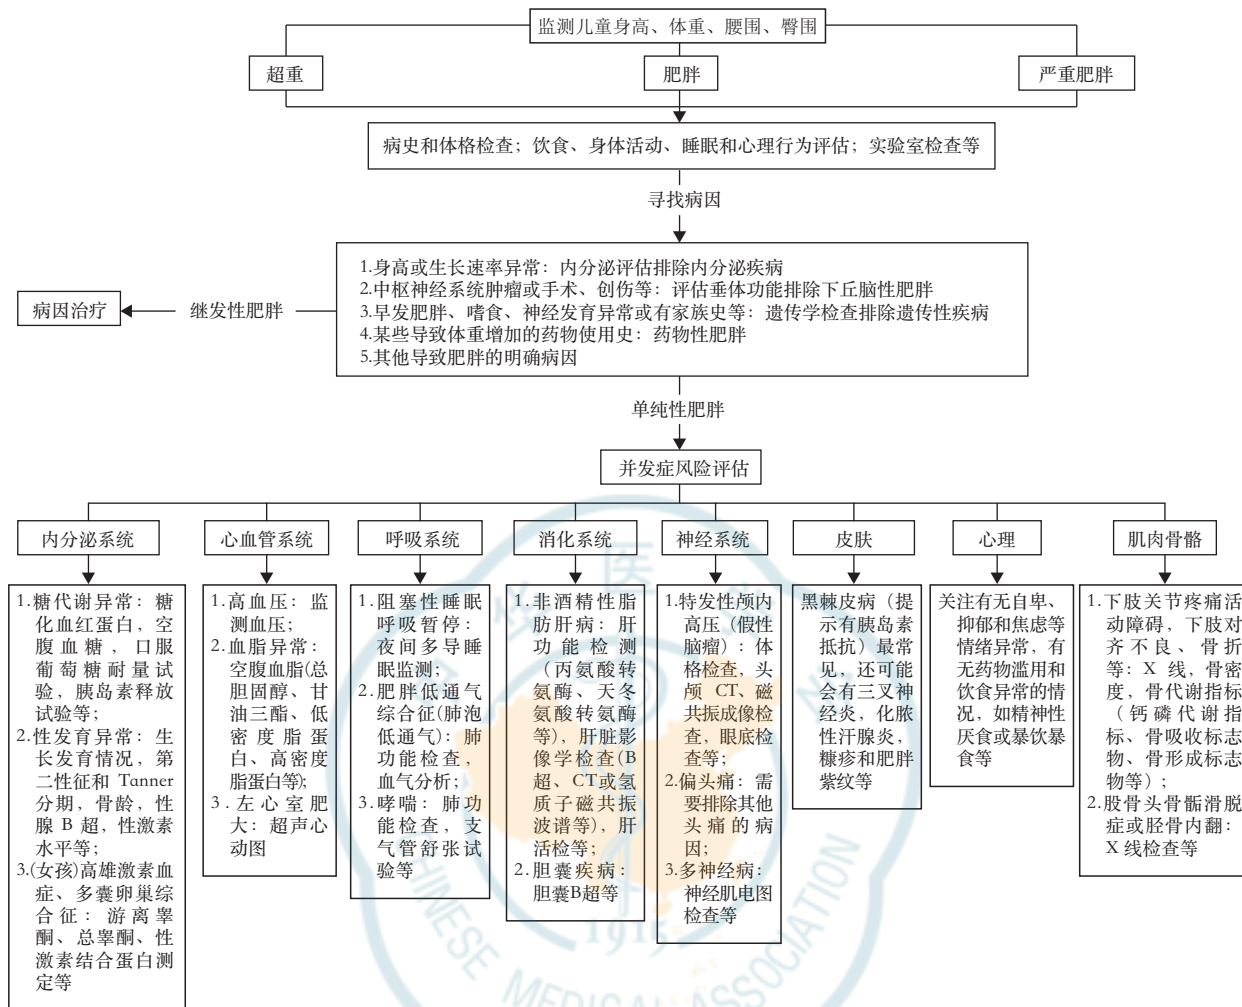 监测儿童身高、体重、腰围、臀围
超重
肥胖
严重肥胖
病史和体格检查；饮食、身体活动、睡眠和心理行为评估；实验室检查等
寻找病因
1.身高或生长速率异常：内分泌评估排除内分泌疾病
2.中枢神经系统肿瘤或手术、创伤等：评估垂体功能排除下丘脑性肥胖
3.早发肥胖、嗜食、神经发育异常或有家族史等：遗传学检查排除遗传性疾病
4.某些导致体重增加的药物使用史：药物性肥胖
5.其他导致肥胖的明确病因
继发性肥胖
病因治疗
单纯性肥胖
并发症风险评估
内分泌系统
1.糖代谢异常：糖
化血红蛋白，空
腹血糖，口服
葡萄糖耐量试
验，胰岛素释放
试验等；
2.性发育异常：生
长发育情况，第
二性征和 Tanner
分期，骨龄，性
腺 B 超，性激素
水平等；
3.(女孩)高雄激素血
症、多囊卵巢综
合征：游离睾
酮、总睾酮、性
激素结合蛋白测
定等
心血管系统
1.高血压：监
测血压；
2.血脂异常：
空腹血脂(总
胆固醇、甘
油三酯、低
密度脂蛋
白、高密度
脂蛋白等)；
3.左心室肥
大：超声心
动图
呼吸系统
1.阻塞性睡眠
呼吸暂停：
夜间多导睡
眠监测；
2.肥胖低通气
综合征(肺泡
低通气)：肺
功能检查，
血气分析；
3.哮喘：肺功
能检查，支
气管舒张试
验等
消化系统
1.非酒精性脂
肪肝病：肝
功能检测
（丙氨酸转
氨酶、天冬
氨酸转氨酶
等)，肝脏影
像学检查(B
超、CT或氢
质子磁共振
波谱等)，肝
活检等；
2.胆囊疾病：
胆囊B超等
神经系统
1.特发性颅内
高压（假性
脑瘤）：体
格检查，头
颅 CT、磁
共振成像检
查，眼底检
查等；
2.偏头痛：需
要排除其他
头痛的病
因；
3.多神经病：
神经肌电图
检查等
皮肤
黑棘皮病（提
示有胰岛素
抵抗）最常
见，还可能
会有三叉神
经炎，化脓
性汗腺炎，
糠疹和肥胖
紫纹等
心理
关注有无自卑、
抑郁和焦虑等
情绪异常，有
无药物滥用和
饮食异常的情
况，如精神性
厌食或暴饮暴
食等
肌肉骨骼
1.下肢关节疼痛活
动障碍，下肢对
齐不良、骨折
等：X 线，骨密
度，骨代谢指标
（钙磷代谢指
标、骨吸收标志
物、骨形成标志
物等）；
2.股骨头骨骺滑脱
症或胫骨内翻：
X 线检查等
中华医学会
1915
CHINESE MEDICAL ASSOCIATION